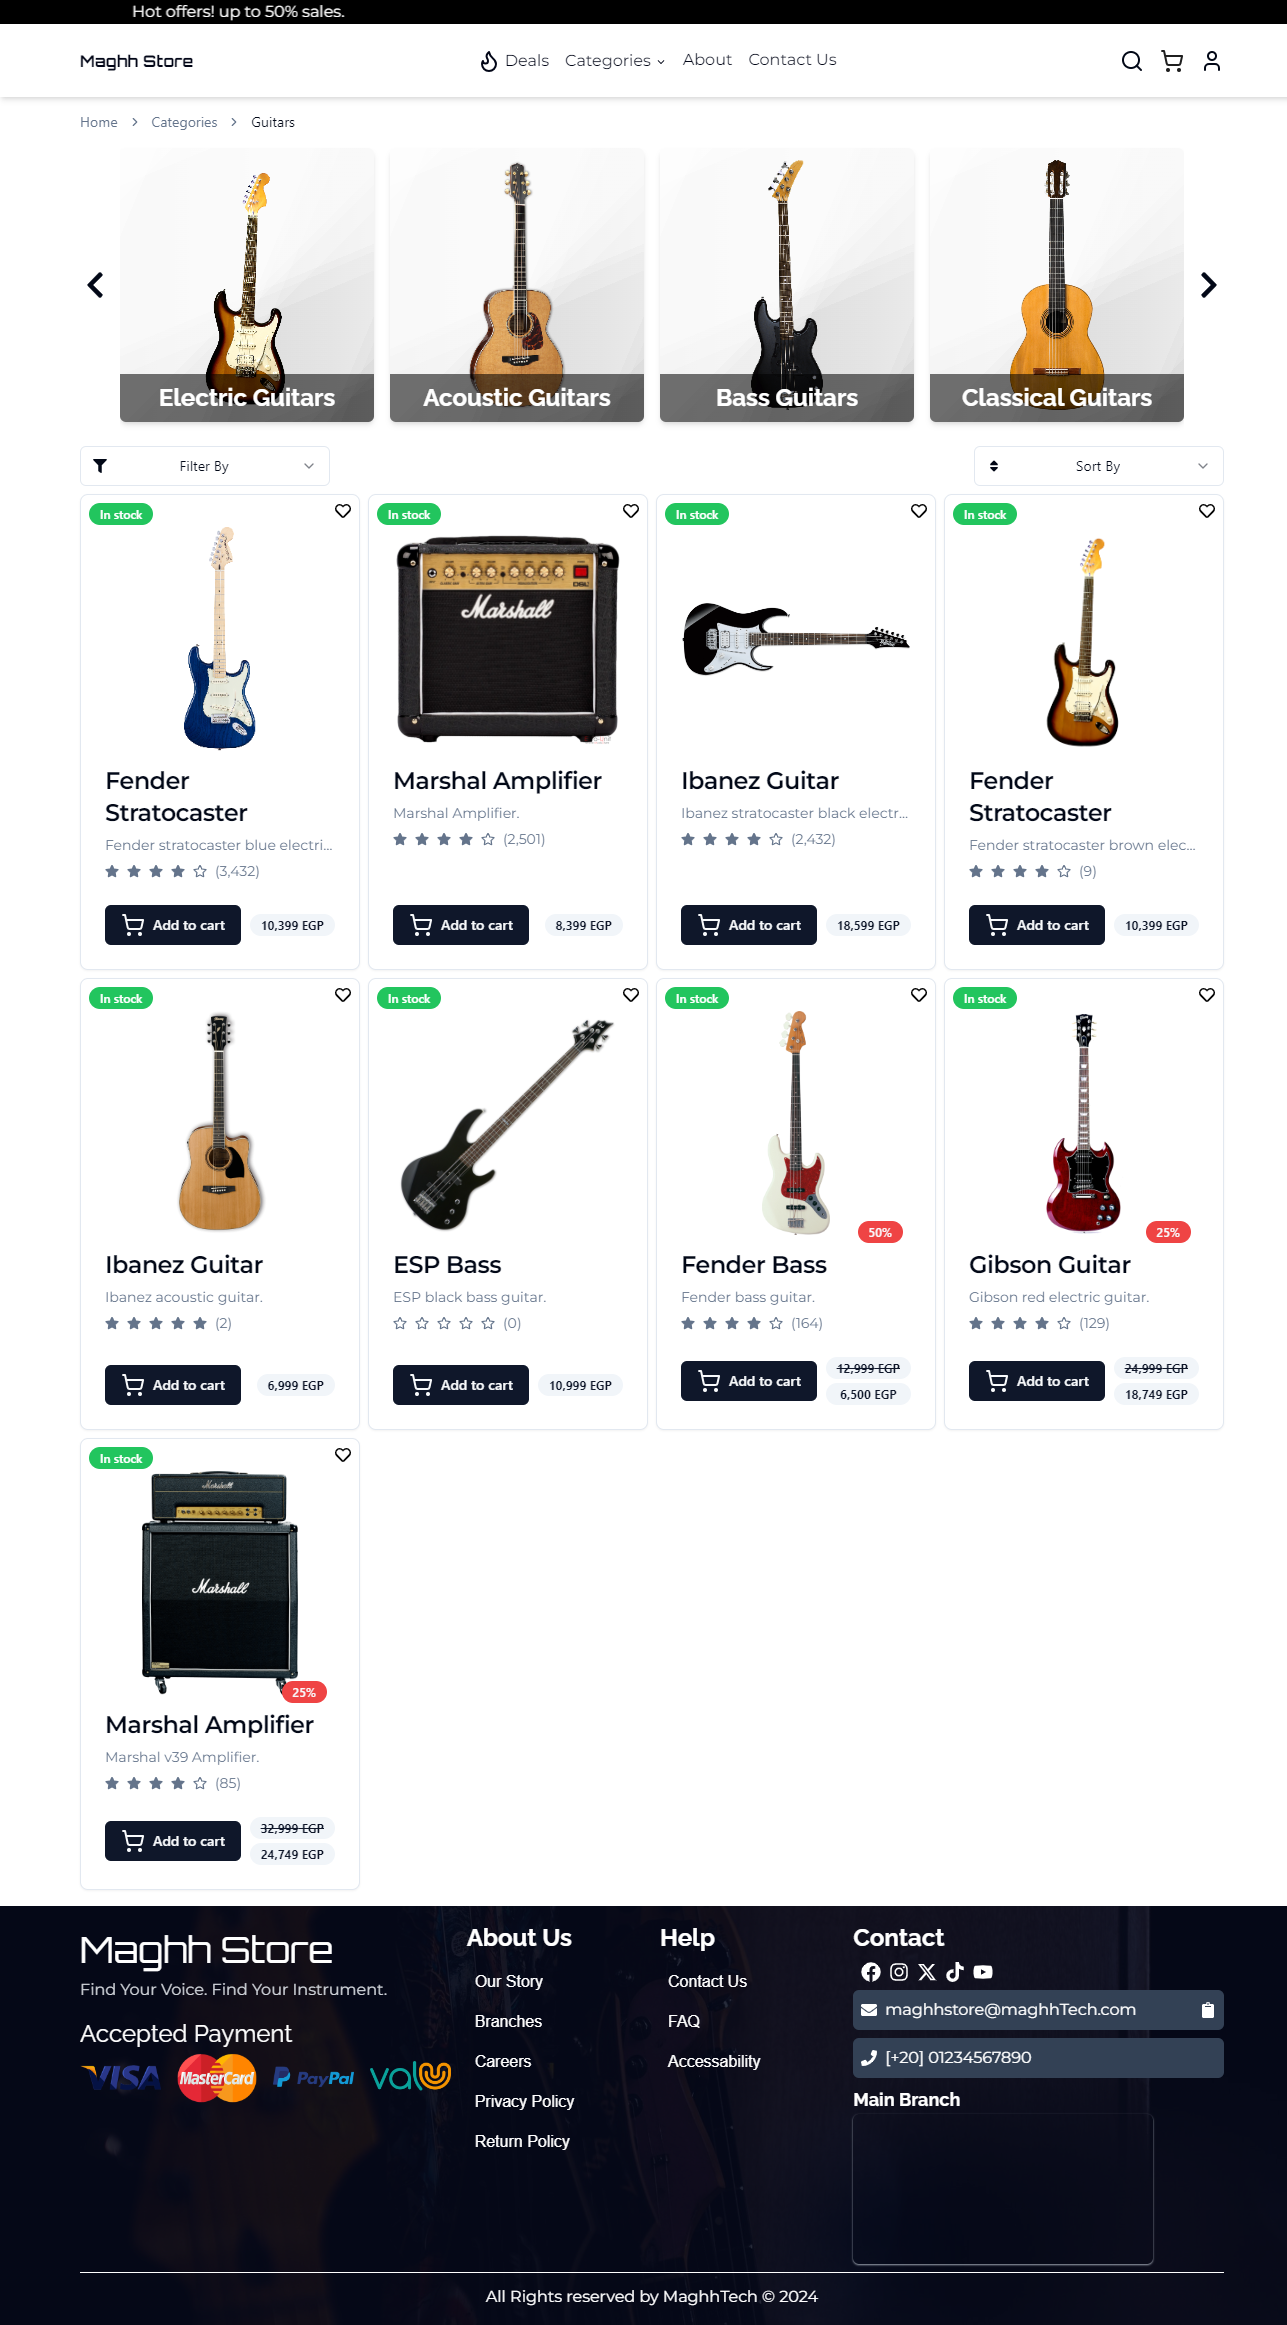 Hot offers! up to 50% sales.
Maghh Store
Deals
Categories
About
Contact Us
Home
Categories
Guitars
Electric Guitars
Acoustic Guitars
Bass Guitars
Classical Guitars
Filter By
Sort By
In stock
Fender
Stratocaster
Fender stratocaster blue electri...
(3,432)
Add to cart
10,399 EGP
In stock
Marshall
DSL
Marshal Amplifier
Marshal Amplifier.
(2,501)
Add to cart
8,399 EGP
In stock
Ibanez Guitar
Ibanez stratocaster black electr...
(2,432)
Add to cart
18,599 EGP
In stock
Fender
Stratocaster
Fender stratocaster brown elec...
(9)
Add to cart
10,399 EGP
In stock
Ibanez Guitar
Ibanez acoustic guitar.
(2)
Add to cart
6,999 EGP
In stock
ESP Bass
ESP black bass guitar.
(0)
Add to cart
10,999 EGP
In stock
50%
Fender Bass
Fender bass guitar.
(164)
Add to cart
12,999 EGP
6,500 EGP
In stock
25%
Gibson Guitar
Gibson red electric guitar.
(129)
Add to cart
24,999 EGP
18,749 EGP
In stock
Marshall
Marshall
25%
Marshal Amplifier
Marshal v39 Amplifier.
(85)
Add to cart
32,999 EGP
24,749 EGP
Maghh Store
Find Your Voice. Find Your Instrument.
Accepted Payment
VISA
MasterCard
PayPal
valU
About Us
Our Story
Branches
Careers
Privacy Policy
Return Policy
Help
Contact Us
FAQ
Accessability
Contact
maghhstore@maghhTech.com
[+20] 01234567890
Main Branch
All Rights reserved by MaghhTech © 2024